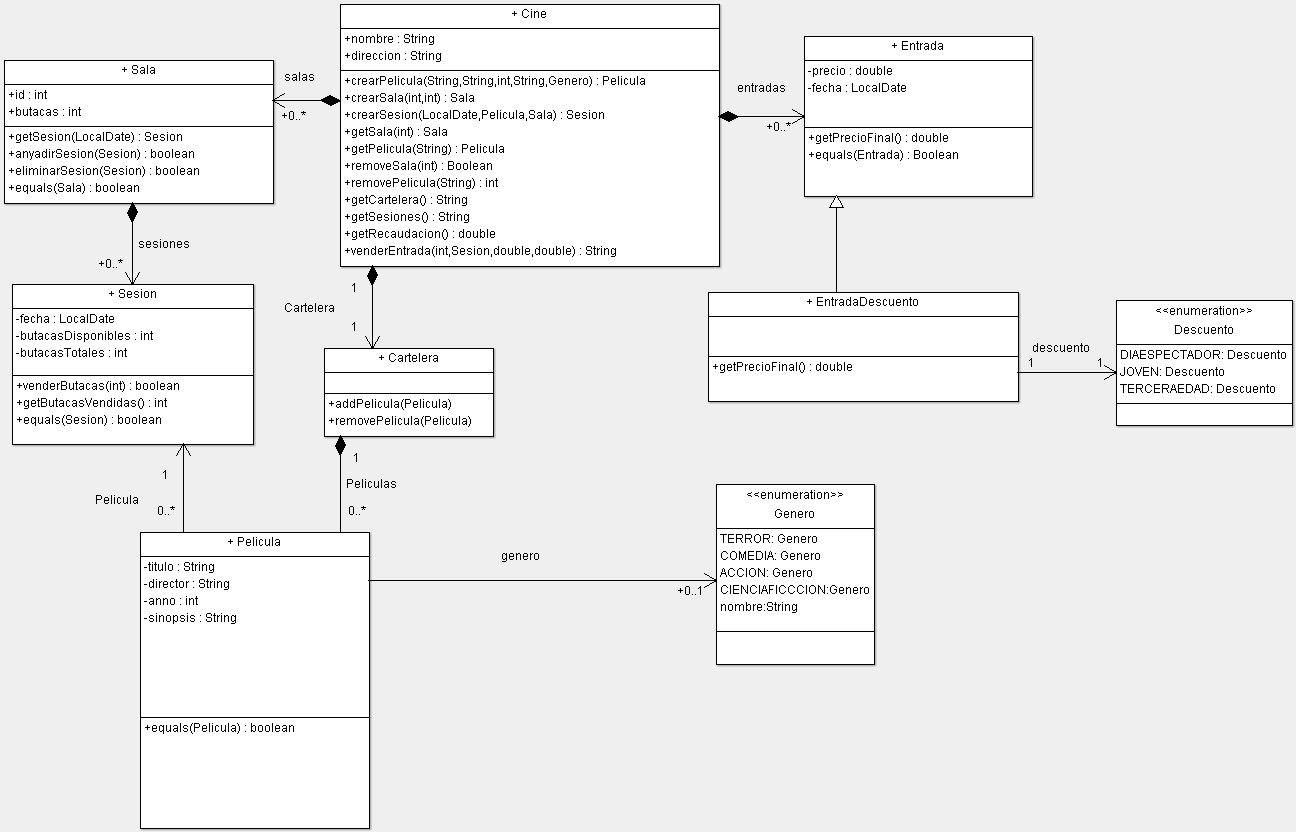 + Cine
+nombre : String
+direccion : String
+crearPelicula(String,String,int,String,Genero) : Pelicula
+crearSala(int,int) : Sala
+crearSesion(LocalDate,Pelicula,Sala) : Sesion
+getSala(int) : Sala
+getPelicula(String) : Pelicula
+removeSala(int) : Boolean
+removePelicula(String) : int
+getCartelera() : String
+getSesiones() : String
+getRecaudacion() : double
+venderEntrada(int,Sesion,double,double) : String
+ Sala
+id : int
+butacas : int
+getSesion(LocalDate) : Sesion
+anyadirSesion(Sesion) : boolean
+eliminarSesion(Sesion) : boolean
+equals(Sala) : boolean
salas
+0..*
entradas
+0..*
+ Entrada
-precio : double
-fecha : LocalDate
+getPrecioFinal() : double
+equals(Entrada) : Boolean
sesiones
+0..*
+ Sesion
-fecha : LocalDate
-butacasDisponibles : int
-butacasTotales : int
+venderButacas(int) : boolean
+getButacasVendidas() : int
+equals(Sesion) : boolean
1
Cartelera
1
+ Cartelera
+addPelicula(Pelicula)
+removePelicula(Pelicula)
+ EntradaDescuento
+getPrecioFinal() : double
descuento
1
1
<<enumeration>>
Descuento
DIAESPECTADOR: Descuento
JOVEN: Descuento
TERCERAEDAD: Descuento
1
Pelicula
0..*
1
Peliculas
0..*
+ Pelicula
-titulo : String
-director : String
-anno : int
-sinopsis : String
+equals(Pelicula) : boolean
genero
+0..1
<<enumeration>>
Genero
TERROR: Genero
COMEDIA: Genero
ACCION: Genero
CIENCIAFICCCION:Genero
nombre:String